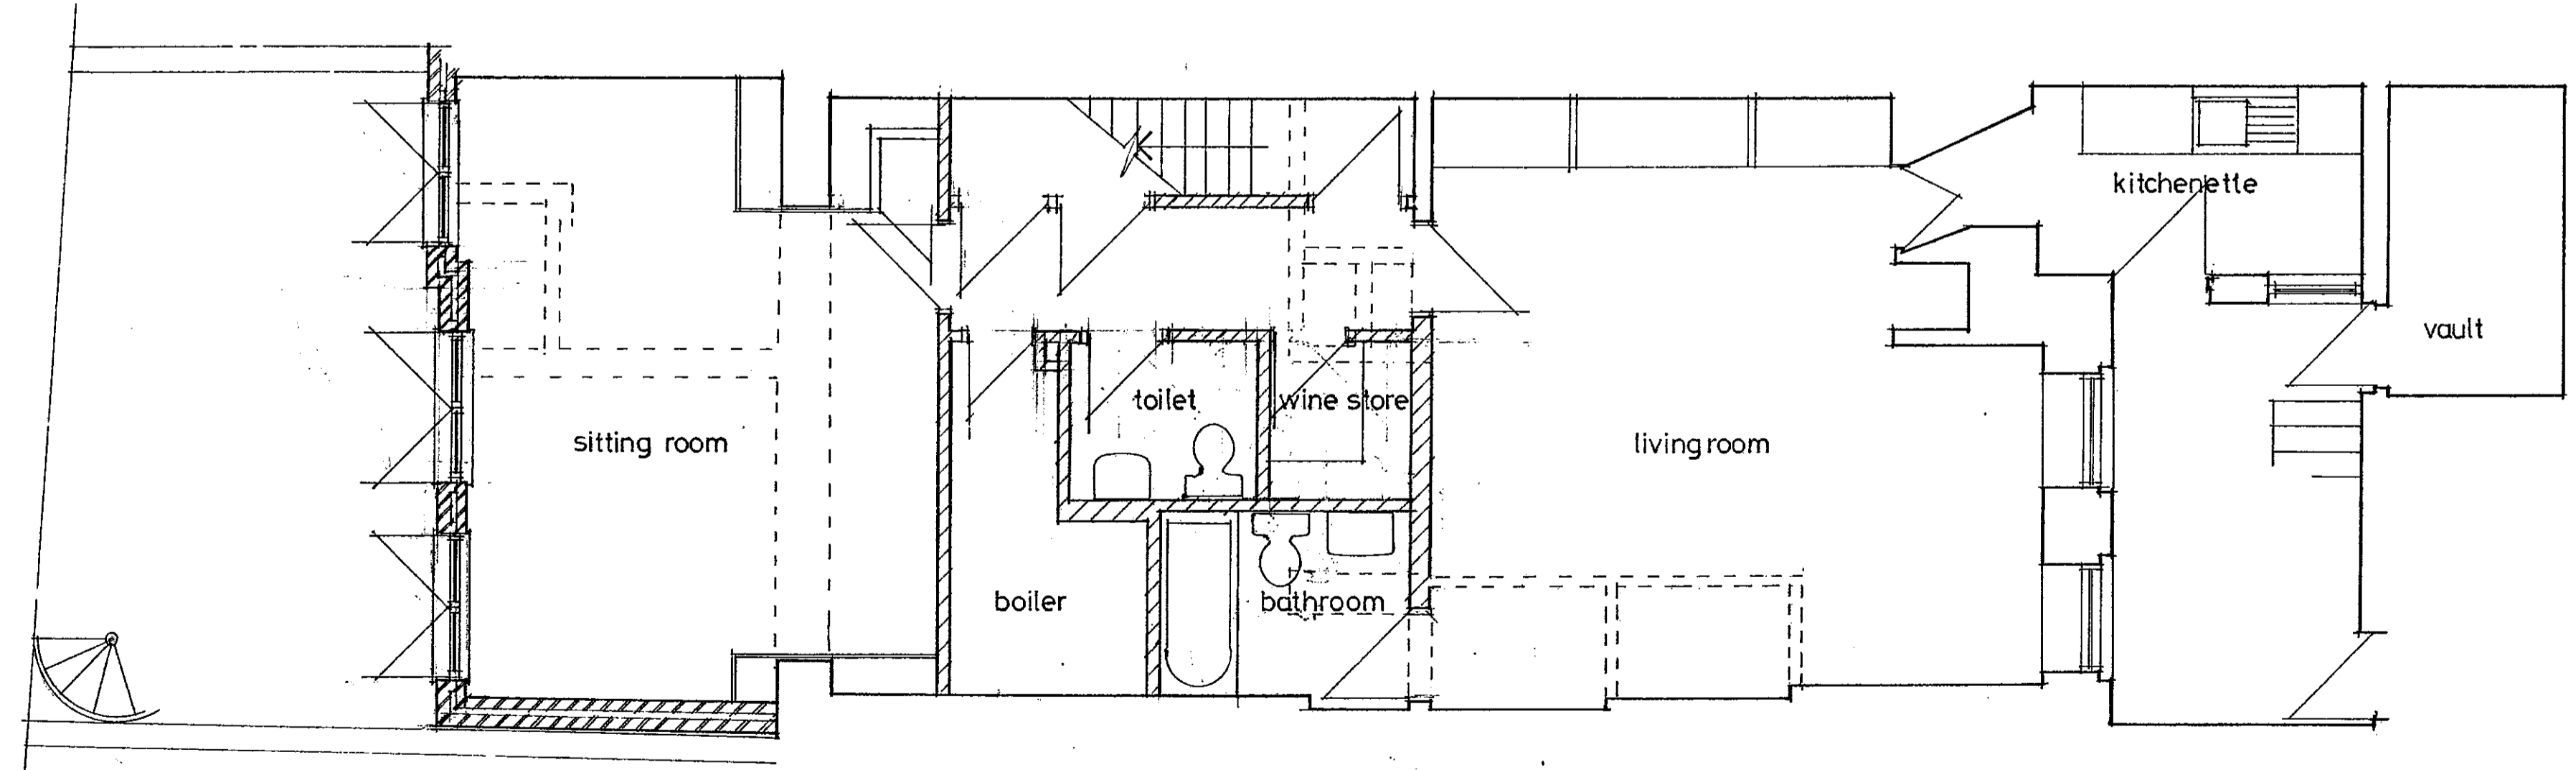 kitchenette
vault
toilet
wine store
sitting room
living room
boiler
bathroom